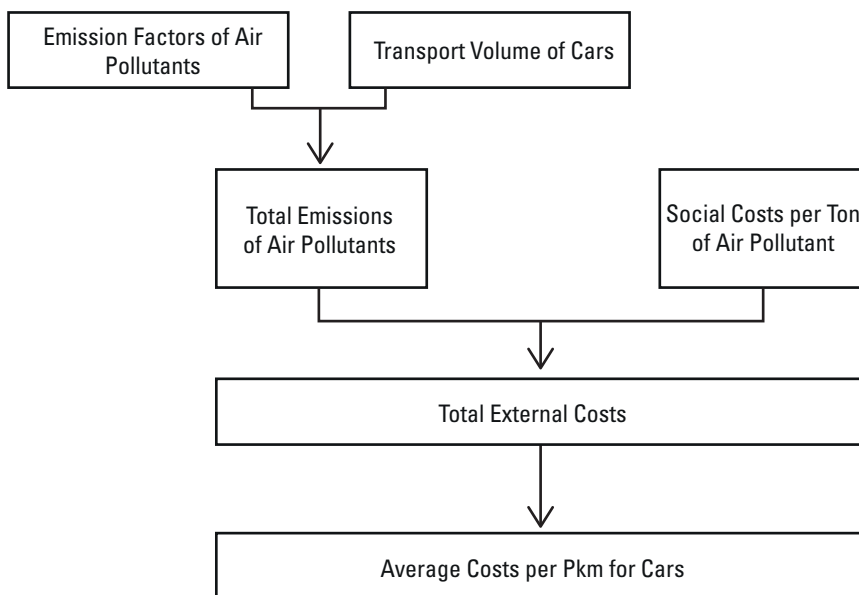 Emission Factors of Air
Pollutants
Transport Volume of Cars
Total Emissions
of Air Pollutants
Social Costs per Ton
of Air Pollutant
Total External Costs
Average Costs per Pkm for Cars